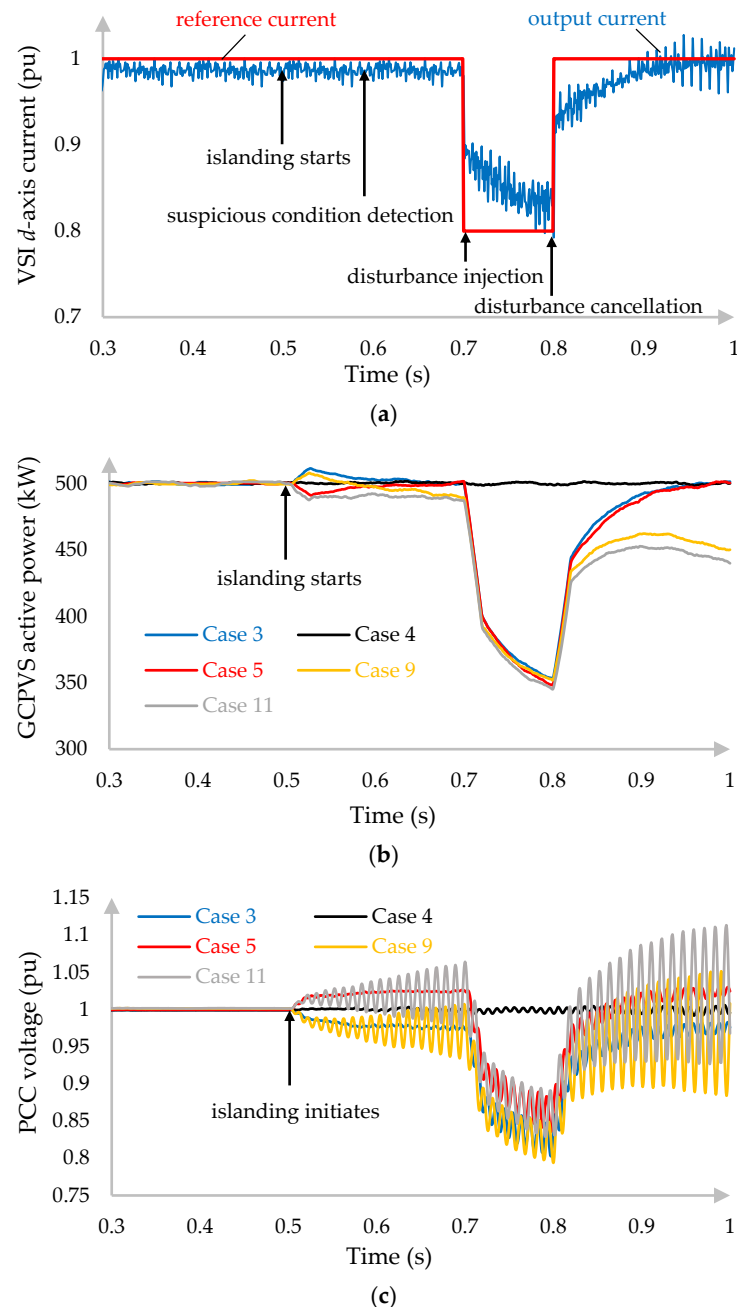 reference current
output current
VSI d-axis current (pu)
1
0.9
0.8
0.7
islanding starts
suspicious condition detection
disturbance injection
disturbance cancellation
0.3 0.4 0.5 0.6 0.7 0.8 0.9 1
Time (s)
(a)
GCPVS active power (kW)
500
450
400
350
300
islanding starts
Case 3 Case 4
Case 5 Case 9
Case 11
0.3 0.4 0.5 0.6 0.7 0.8 0.9 1
Time (s)
(b)
PCC voltage (pu)
1.15
1.1
1.05
1
0.95
0.9
0.85
0.8
0.75
Case 3 Case 4
Case 5 Case 9
Case 11
islanding initiates
0.3 0.4 0.5 0.6 0.7 0.8 0.9 1
Time (s)
(c)